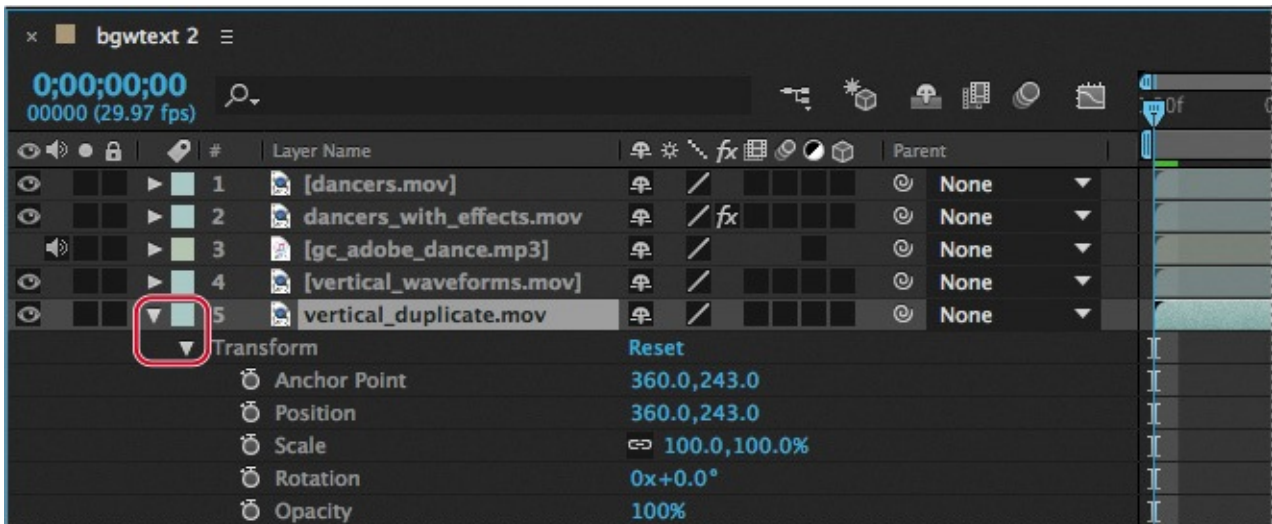 × bgwtext 2
0;00;00;00
00000 (29.97 fps)
# Layer Name fx Parent
1 [dancers.mov] None
2 dancers_with_effects.mov fx None
3 [gc_adobe_dance.mp3] None
4 [vertical_waveforms.mov] None
5 vertical_duplicate.mov None
Transform Reset
Anchor Point 360.0,243.0
Position 360.0,243.0
Scale 100.0,100.0%
Rotation 0x+0.0°
Opacity 100%